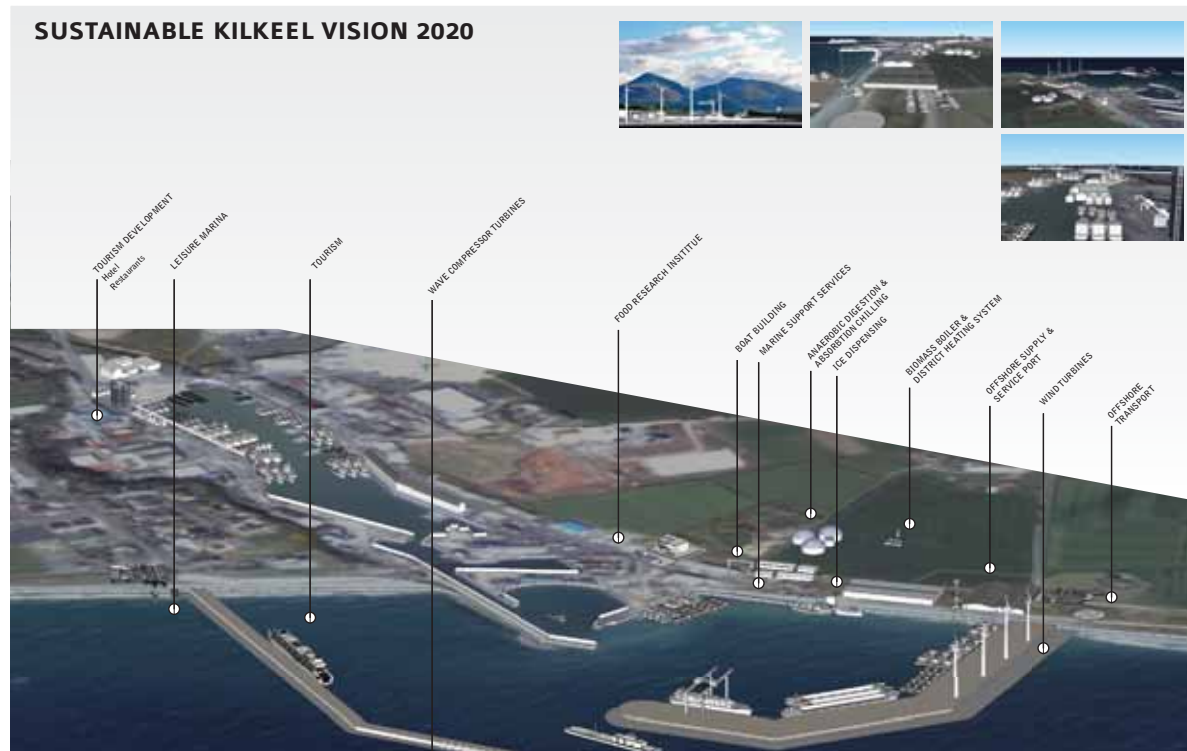 SUSTAINABLE KILKEEL VISION 2020
TOURISM DEVELOPMENT
Hotel
Restaurants
LEISURE MARINA
TOURISM
WAVE COMPRESSOR TURBINES
FOOD RESEARCH INSITITUE
BOAT BUILDING
MARINE SUPPORT SERVICES
ANAEROBIC DIGESTION &
ABSORBTION CHILLING
ICE DISPENSING
BIOMASS BOILER &
DISTRICT HEATING SYSTEM
OFFSHORE SUPPLY &
SERVICE PORT
WIND TURBINES
OFFSHORE
TRANSPORT